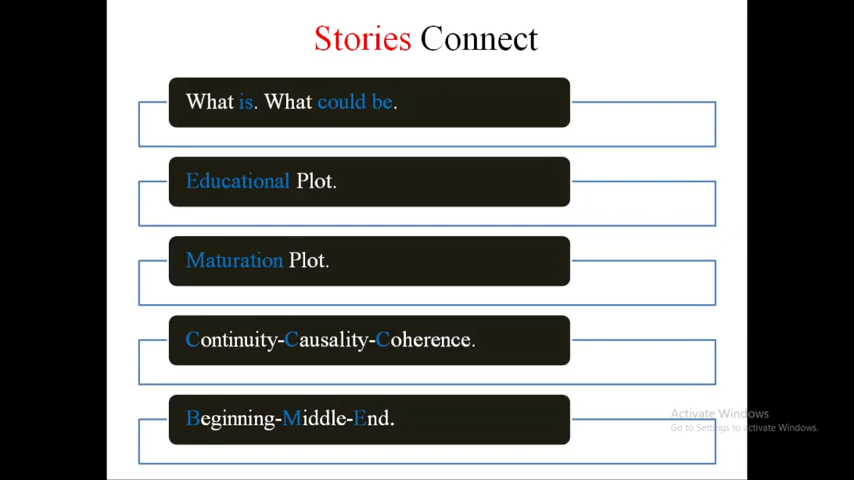 Stories Connect
What is. What could be.
Educational Plot.
Maturation Plot.
Continuity-Causality-Coherence.
Beginning-Middle-End.
Activate Windows
Go to Settings to activate Windows.